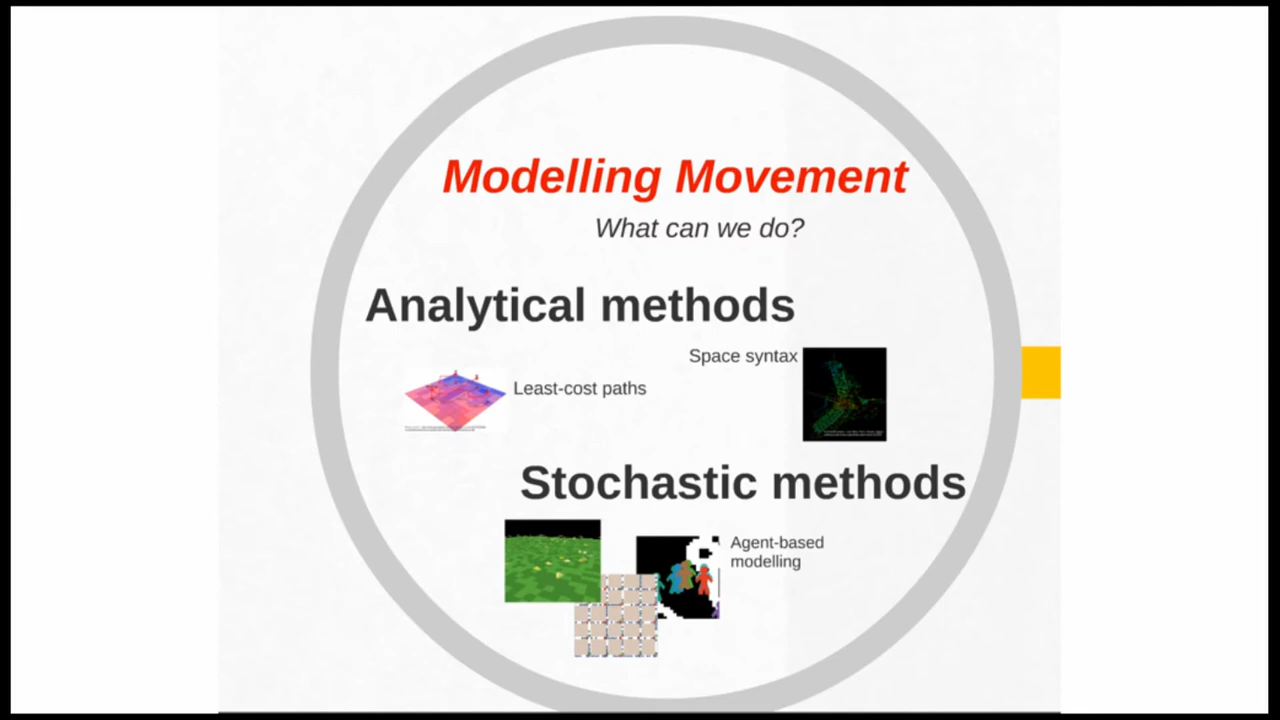 Modelling Movement
What can we do?
Analytical methods
Space syntax
Least-cost paths
Stochastic methods
Agent-based
modelling